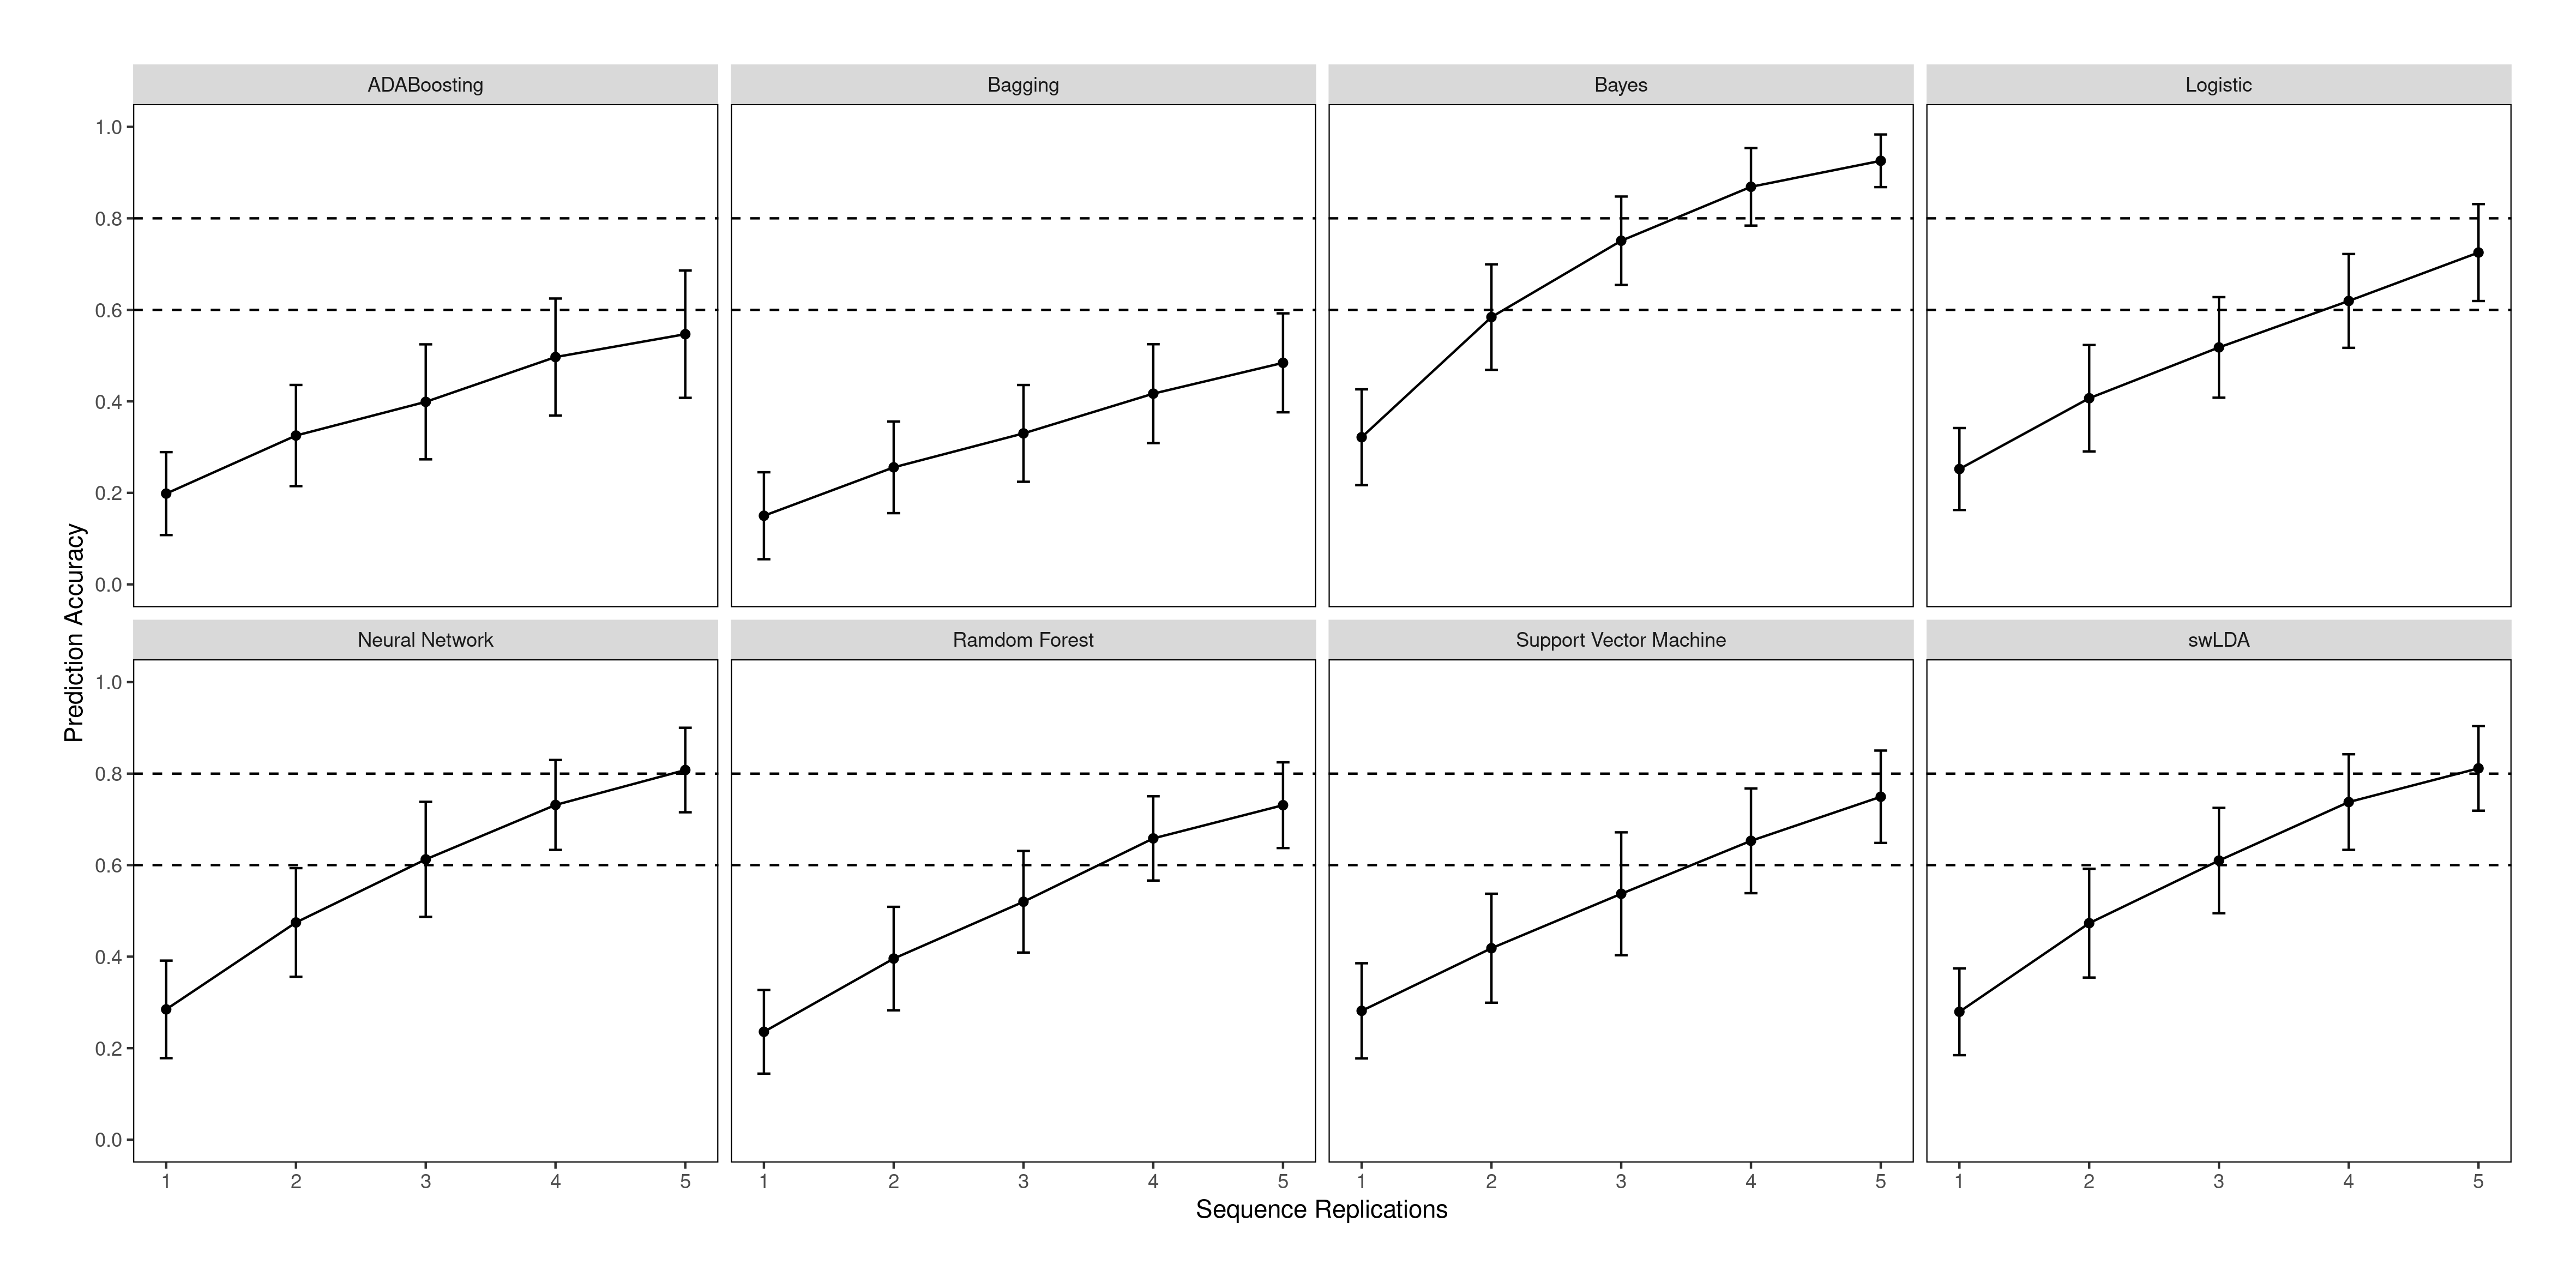 ADABoosting Bagging Bayes Logistic
1.0
0.8
0.6
0.4
0.2
0.0
Neural Network Ramdom Forest Support Vector Machine swLDA
1.0
0.8
0.6
0.4
0.2
0.0
1 2 3 4 5 1 2 3 4 5 1 2 3 4 5 1 2 3 4 5
Sequence Replications
Prediction Accuracy